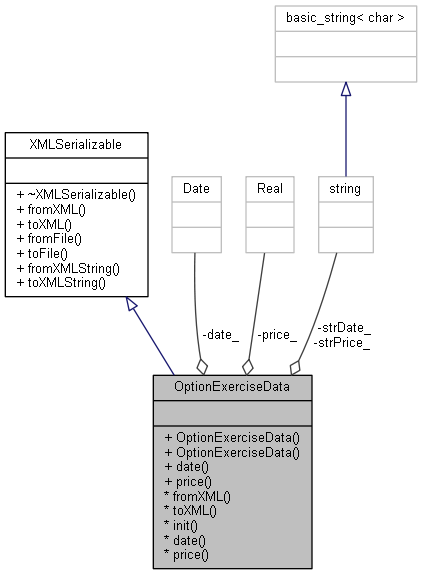 basic_string< char >
XMLSerializable
+ ~XMLSerializable()
+ fromXML()
+ toXML()
+ fromFile()
+ toFile()
+ fromXMLString()
+ toXMLString()
Date
Real
string
-date_
-price_
-strDate_
-strPrice_
OptionExerciseData
+ OptionExerciseData()
+ OptionExerciseData()
+ date()
+ price()
* fromXML()
* toXML()
* init()
* date()
* price()